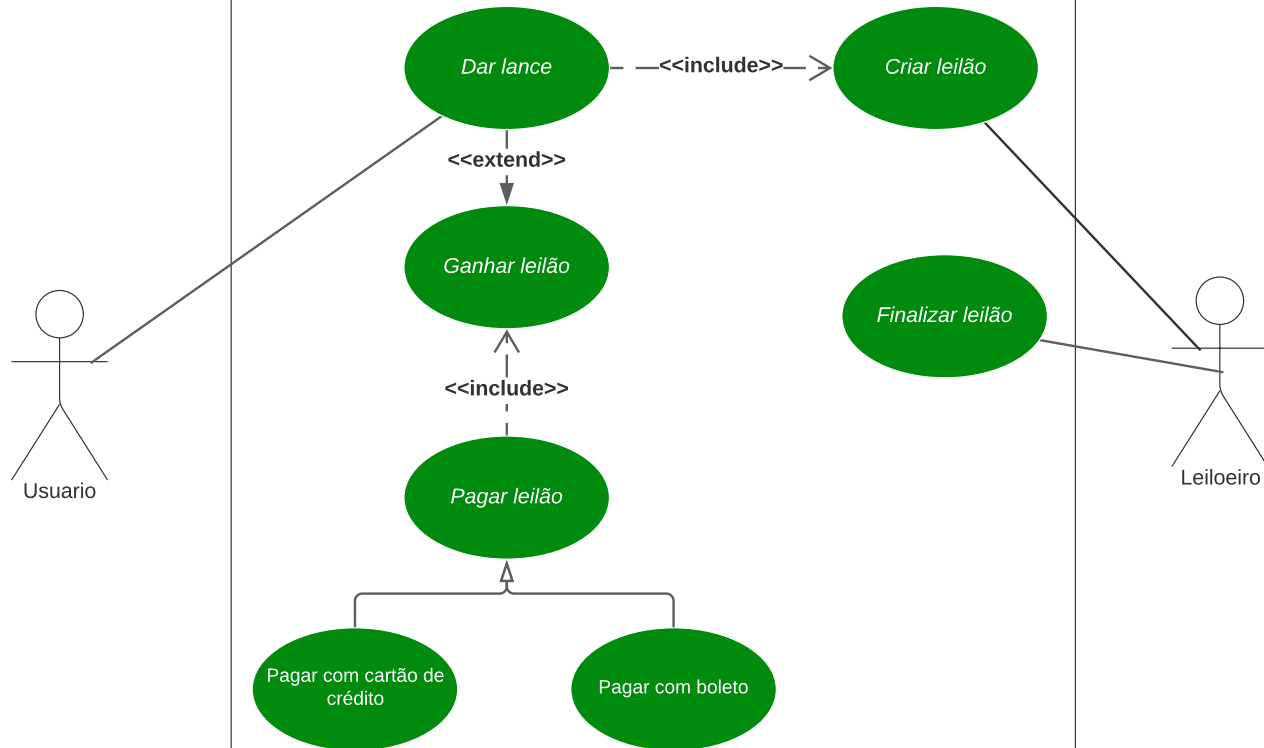 Dar lance
<<include>>
Criar leilão
<<extend>>
Ganhar leilão
Finalizar leilão
<<include>>
Usuario
Leiloeiro
Pagar leilão
Pagar com cartão de
crédito
Pagar com boleto